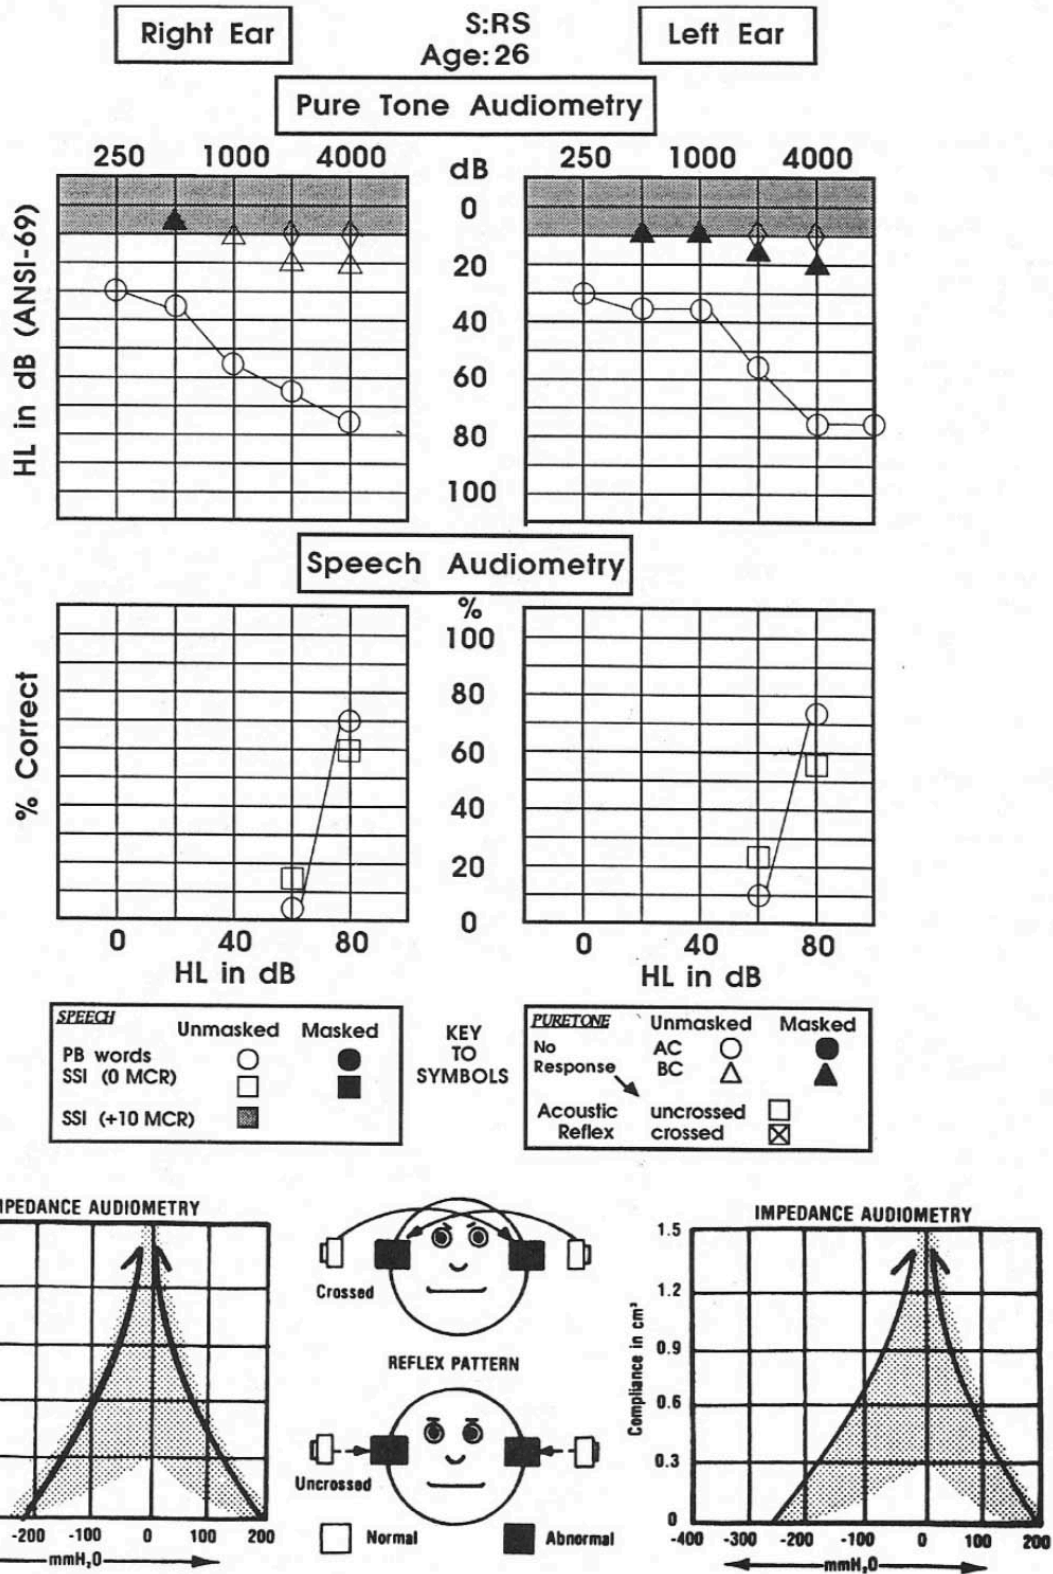 Right Ear
S:RS
Age:26
Left Ear
Pure Tone Audiometry
250 1000 4000 dB 250 1000 4000
HL in dB (ANSI-69)
0
20
40
60
80
100
Speech Audiometry
%
% Correct
100
80
60
40
20
0
0 40 80
HL in dB
0 40 80
HL in dB
SPEECH
Unmasked Masked
PB words
SSI (0 MCR)
SSI (+10 MCR)
KEY
TO
SYMBOLS
PURETONE Unmasked Masked
No AC
Response BC
Acoustic uncrossed
Reflex crossed
MPEDANCE AUDIOMETRY
-200 -100 0 100 200
mmH₂O
Crossed
REFLEX PATTERN
Uncrossed
Normal Abnormal
IMPEDANCE AUDIOMETRY
Compliance in cm³
1.5
1.2
0.9
0.6
0.3
0
-400 -300 -200 -100 0 100 200
mmH₂O